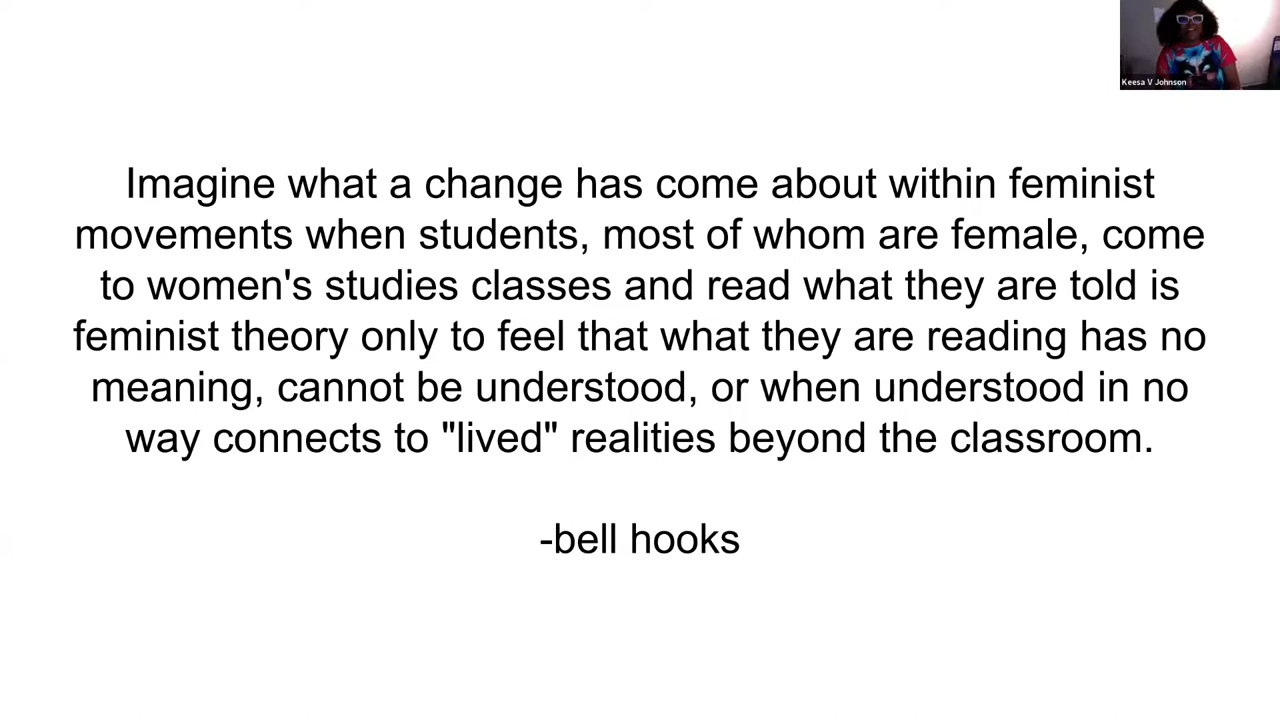 Keesa V Johnson
Imagine what a change has come about within feminist
movements when students, most of whom are female, come
to women's studies classes and read what they are told is
feminist theory only to feel that what they are reading has no
meaning, cannot be understood, or when understood in no
way connects to "lived" realities beyond the classroom.
-bell hooks